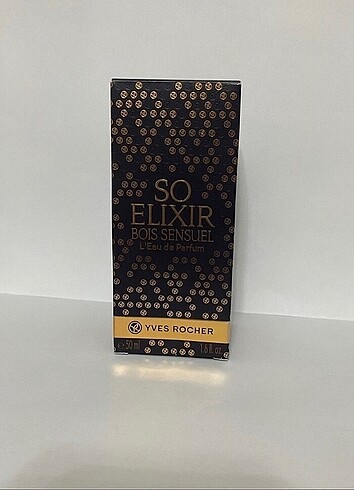 SO
ELIXIR
BOIS SENSUEL
L'Eau de Parfum
YVES ROCHER
e 50 ml 1.6 fl. oz.